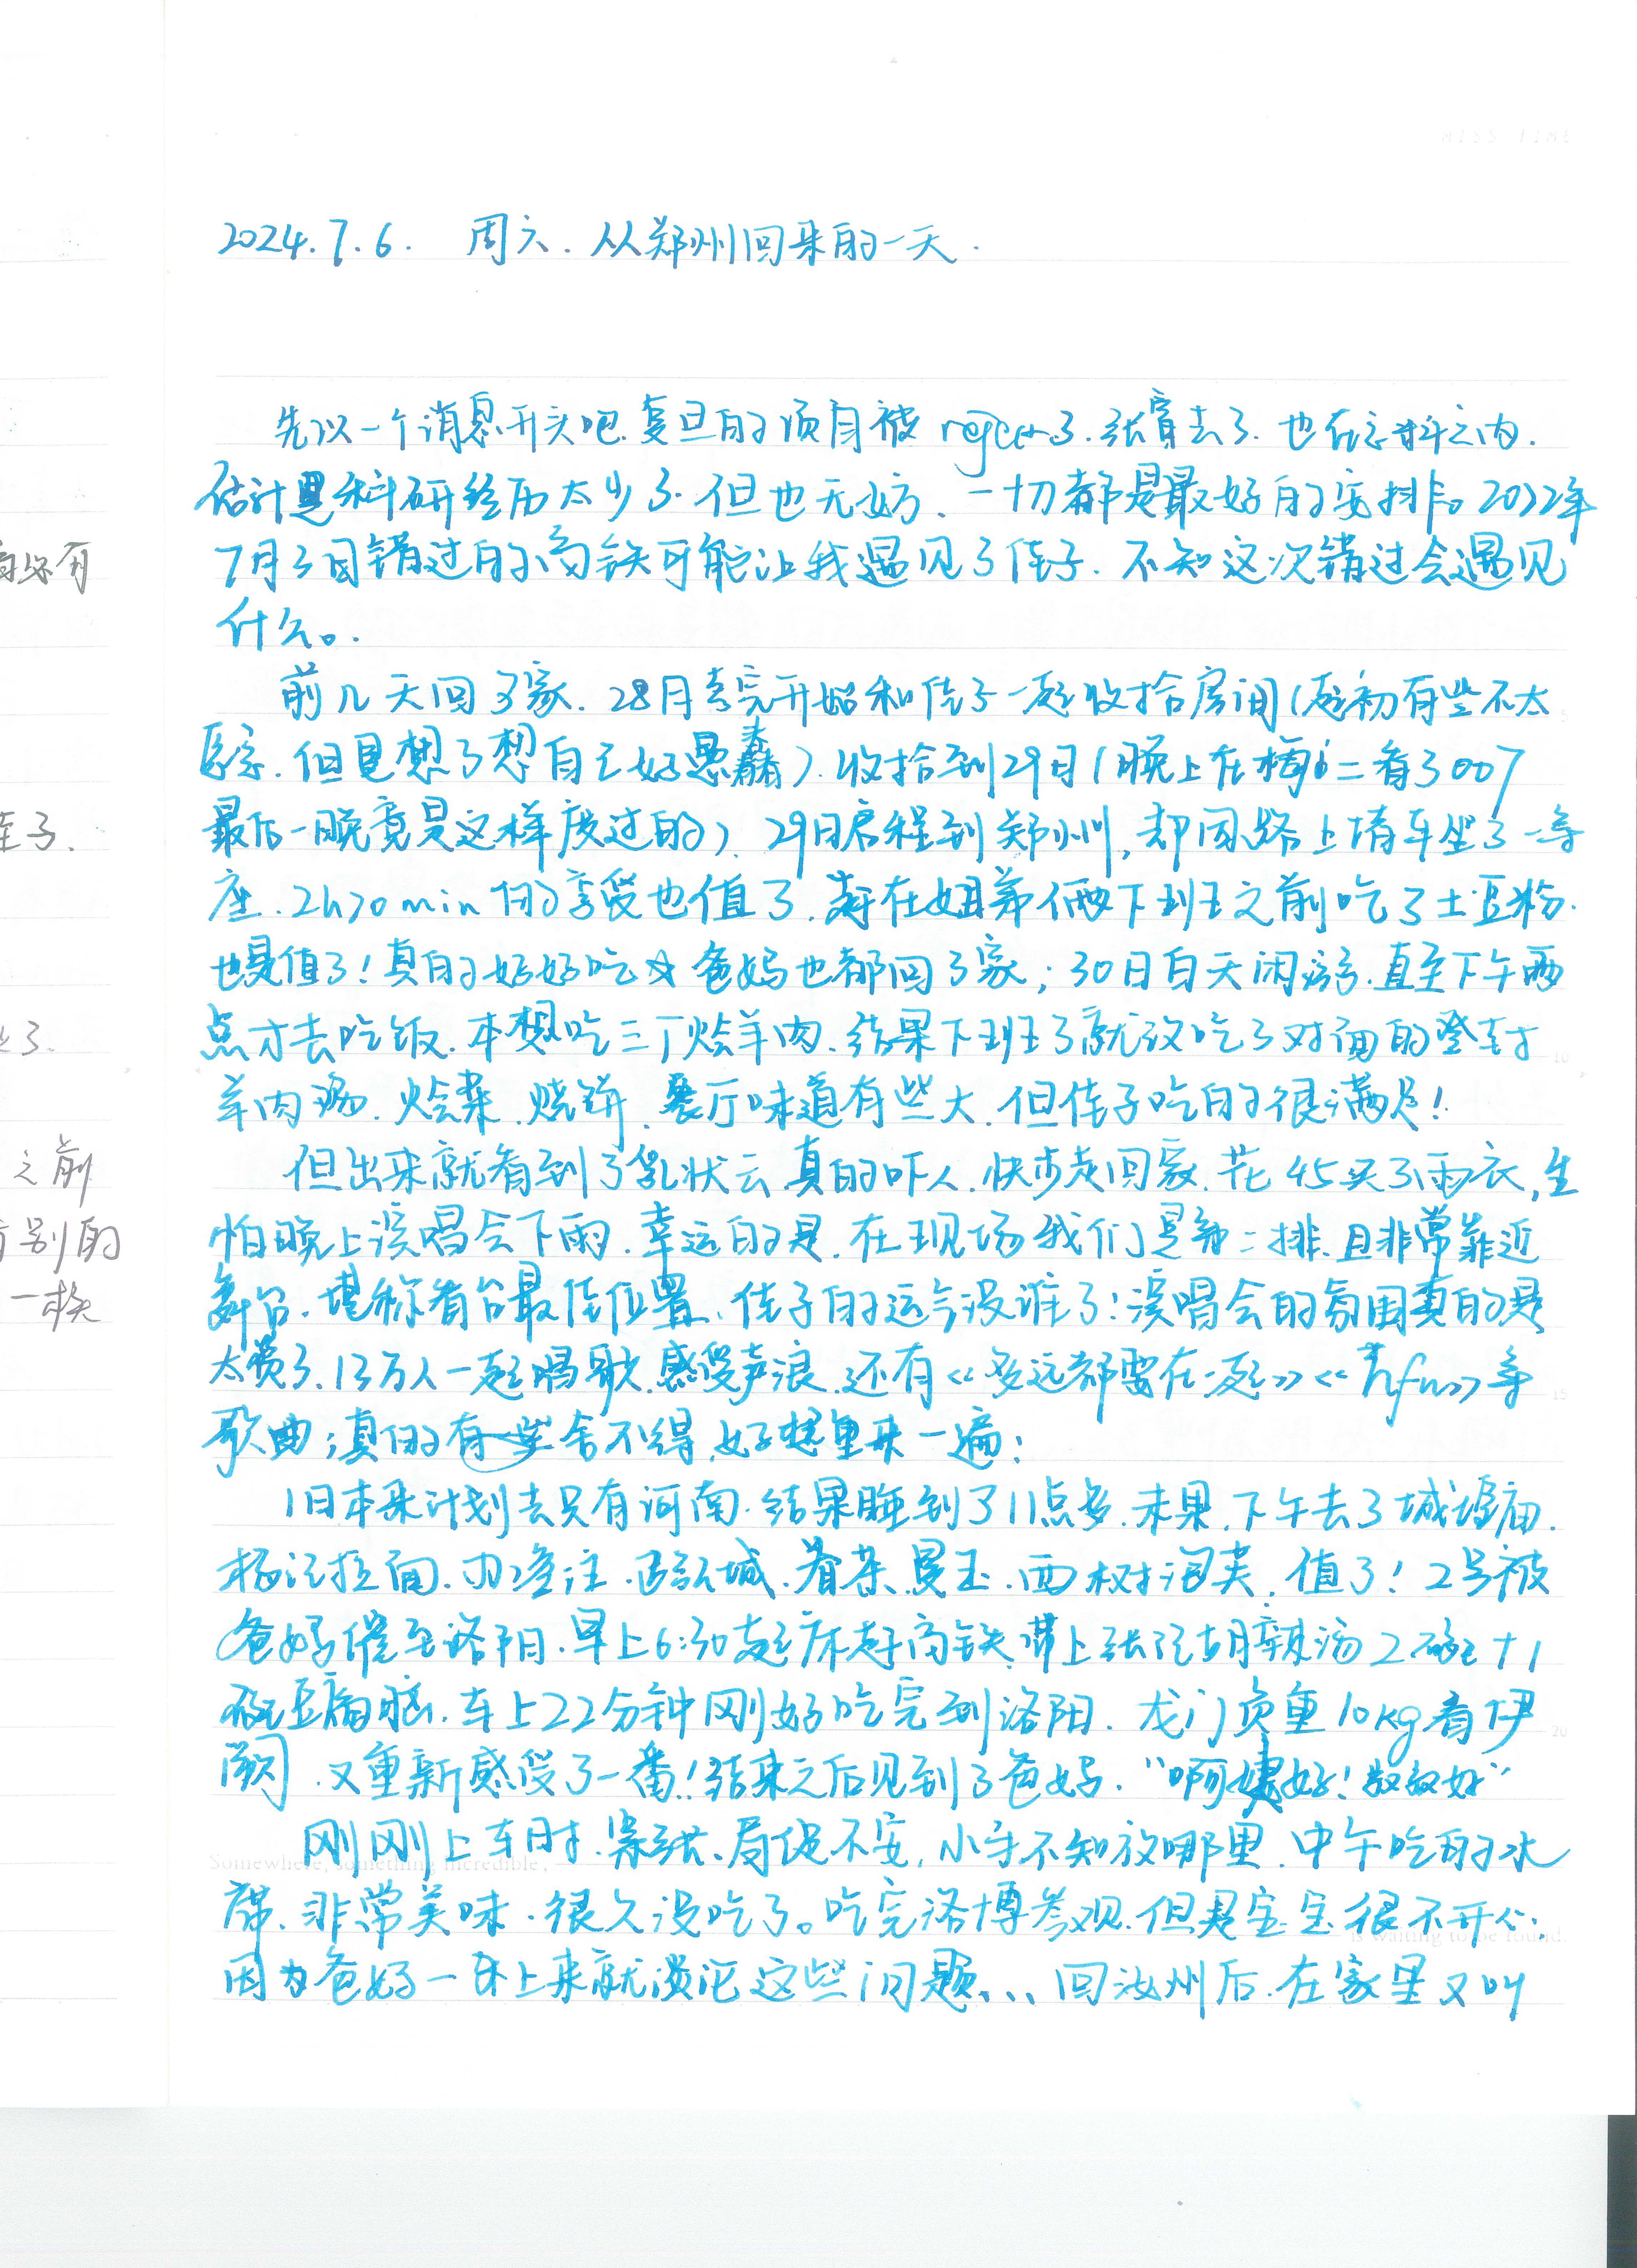 MISS TIME
2024.7.6. 周六.从郑州回来的一天.
先以一个消息开头吧.复旦的项目被reject了.张宾去了.也在意料之内.
估计是科研经历太少了.但也无妨.一切都是最好的安排。2022年
7月3日错过的高铁可能让我遇见了佳子.不知这次错过会遇见
什么。.
前几天回了家.28月考完开始和佳子一起收拾房间(起初有些不太
但是想了想自己好愚蠢).收拾到29日(晚上在梅二看了007
最后一晚竟是这样度过的).29日启程到郑州,却因路上堵车坐了一等
座.2h20min的享受也值了.在姐弟俩下班之前吃了土豆粉.
也是值了!真的好好吃 爸妈也都回了家;30日白天闲逛.直至下午两
点才去吃饭.本想吃三丁烩羊肉.结果下班了就改吃了对面的登封
羊肉汤.烩菜.烧饼.餐厅味道有些大.但佳子吃的很满足!
但出来就看到了乳状云.真的吓人.快步走回家.花45买了雨衣,生
怕晚上演唱会下雨.幸运的是.在现场我们是第二排.且非常靠近
舞台.堪称看台最佳位置.佳子的运气没谁了!演唱会的氛围真的是
太赞了.13万人一起唱歌.感受声浪.还有<<多远都要在一起>><<>>等
歌曲;真的有些舍不得.好想重来一遍;
1日本来计划去只有河南.结果睡到了11点多.未果.下午去了城隍庙.
杨记拉面.西树泡芙.值了!2号被
爸妈催至洛阳.早上6:30起床赶高铁.带上张记胡辣汤2碗+1
碗豆腐脑.车上22分钟刚好吃完到洛阳.龙门负重10kg看伊
阙.又重新感受了一番!结束之后见到了爸妈."啊姨好!叔叔好"
刚刚上车时.紧张.局促不安,小手不知放哪里.中午吃的水
席.非常美味.很久没吃了。吃完洛博参观.但是宝宝很不开心.
因为爸妈一上来就谈论这些问题... 回汝州后.在家里又叫
Somewhere, something incredible,
is waiting to be found.
5
10
15
20
有别的
之前